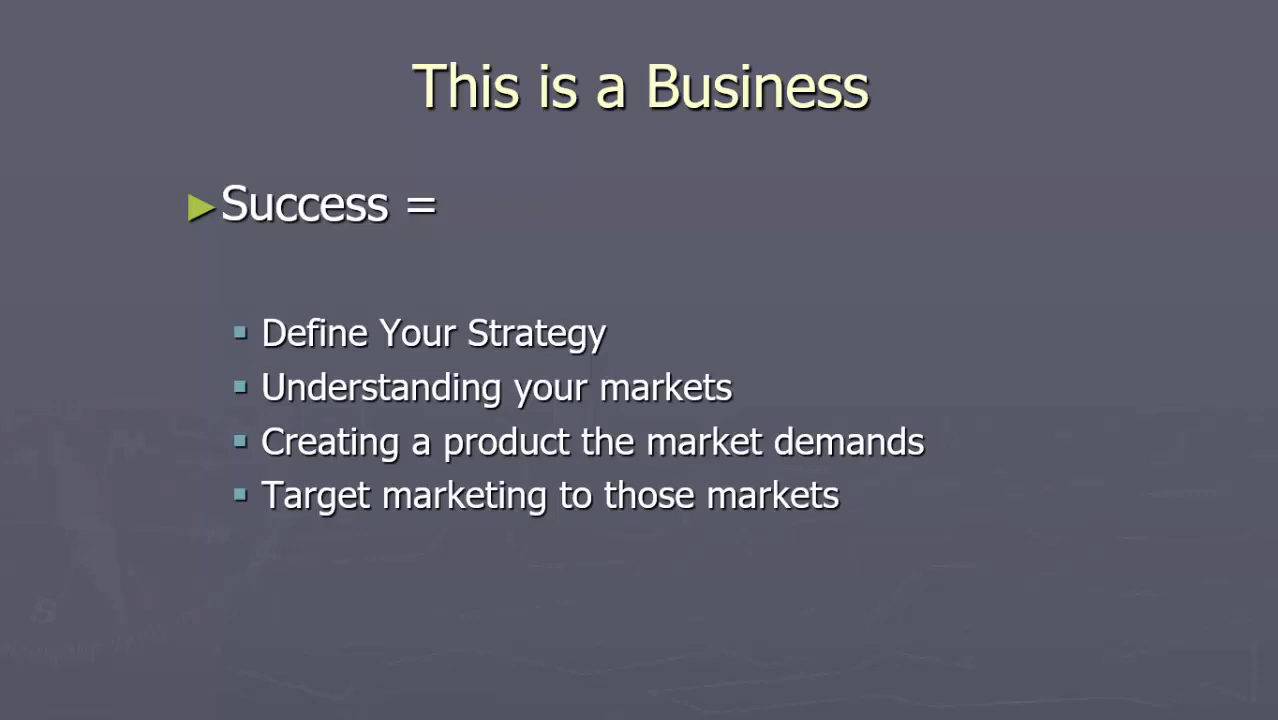 This is a Business
Success =
Define Your Strategy
Understanding your markets
Creating a product the market demands
Target marketing to those markets